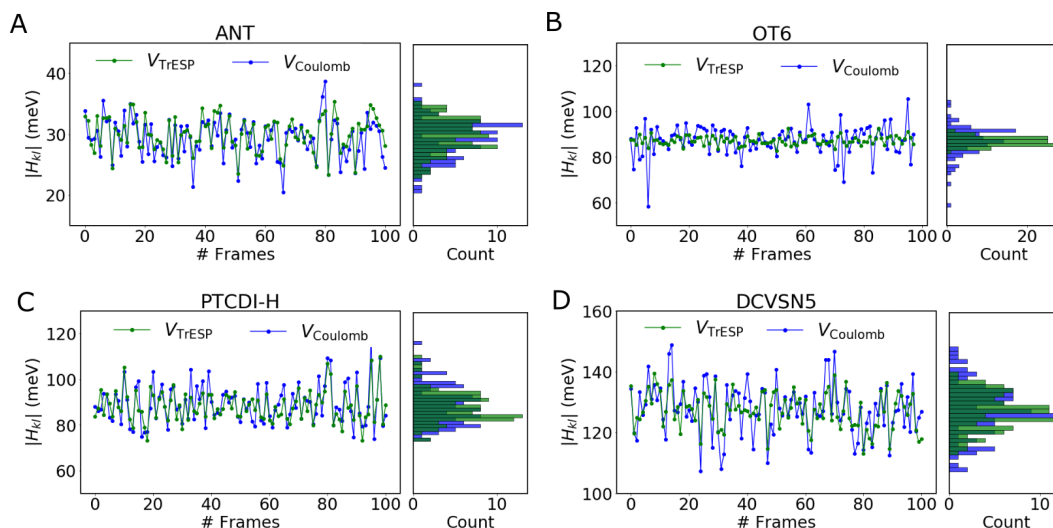 A
ANT
V_TrESP V_Coulomb
|H_kl| (meV)
40
30
20
0 20 40 60 80 100
# Frames
0 10
Count
B
OT6
V_TrESP V_Coulomb
|H_kl| (meV)
120
100
80
60
0 20 40 60 80 100
# Frames
0 20
Count
C
PTCDI-H
V_TrESP V_Coulomb
|H_kl| (meV)
120
100
80
60
0 20 40 60 80 100
# Frames
0 10
Count
D
DCVSN5
V_TrESP V_Coulomb
|H_kl| (meV)
160
140
120
100
0 20 40 60 80 100
# Frames
0 10
Count